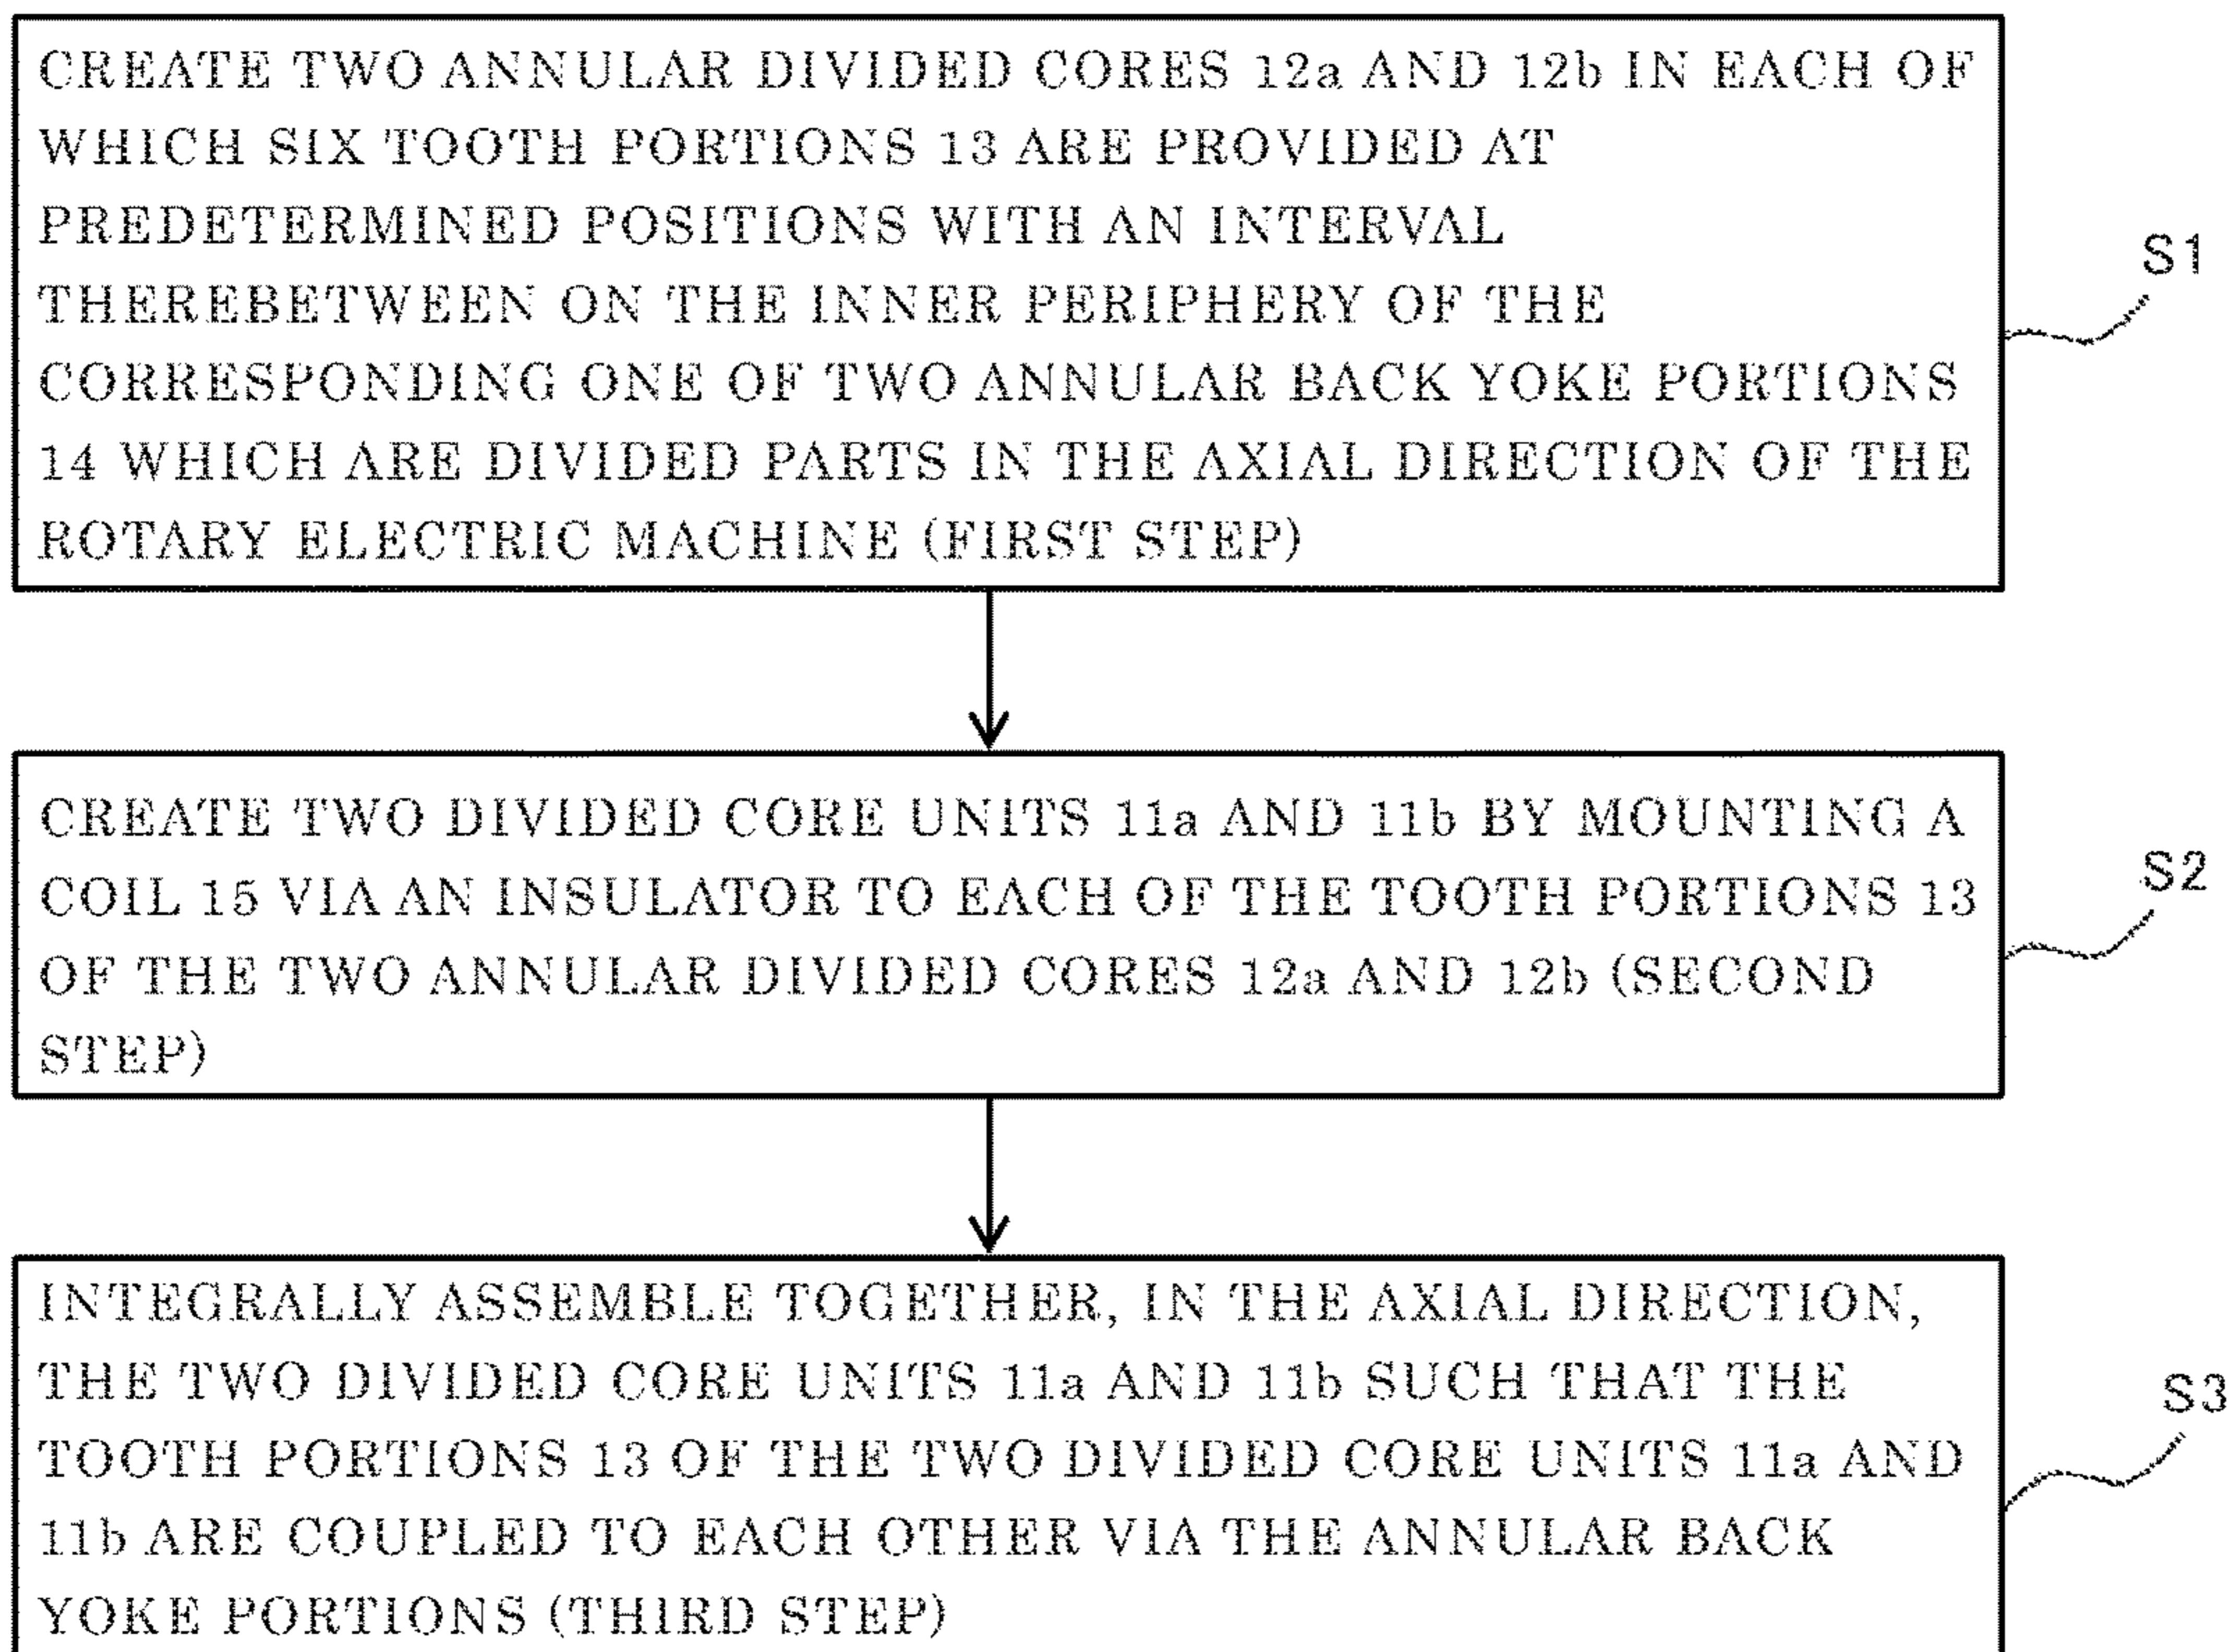 CREATE TWO ANNULAR DIVIDED CORES 12a AND 12b IN EACH OF
WHICH SIX TOOTH PORTIONS 13 ARE PROVIDED AT
PREDETERMINED POSITIONS WITH AN INTERVAL
THEREBETWEEN ON THE INNER PERIPHERY OF THE
CORRESPONDING ONE OF TWO ANNULAR BACK YOKE PORTIONS
14 WHICH ARE DIVIDED PARTS IN THE AXIAL DIRECTION OF THE
ROTARY ELECTRIC MACHINE (FIRST STEP)
S1
CREATE TWO DIVIDED CORE UNITS 11a AND 11b BY MOUNTING A
COIL 15 VIA AN INSULATOR TO EACH OF THE TOOTH PORTIONS 13
OF THE TWO ANNULAR DIVIDED CORES 12a AND 12b (SECOND
STEP)
S2
INTEGRALLY ASSEMBLE TOGETHER, IN THE AXIAL DIRECTION,
THE TWO DIVIDED CORE UNITS 11a AND 11b SUCH THAT THE
TOOTH PORTIONS 13 OF THE TWO DIVIDED CORE UNITS 11a AND
11b ARE COUPLED TO EACH OTHER VIA THE ANNULAR BACK
YOKE PORTIONS (THIRD STEP)
S3